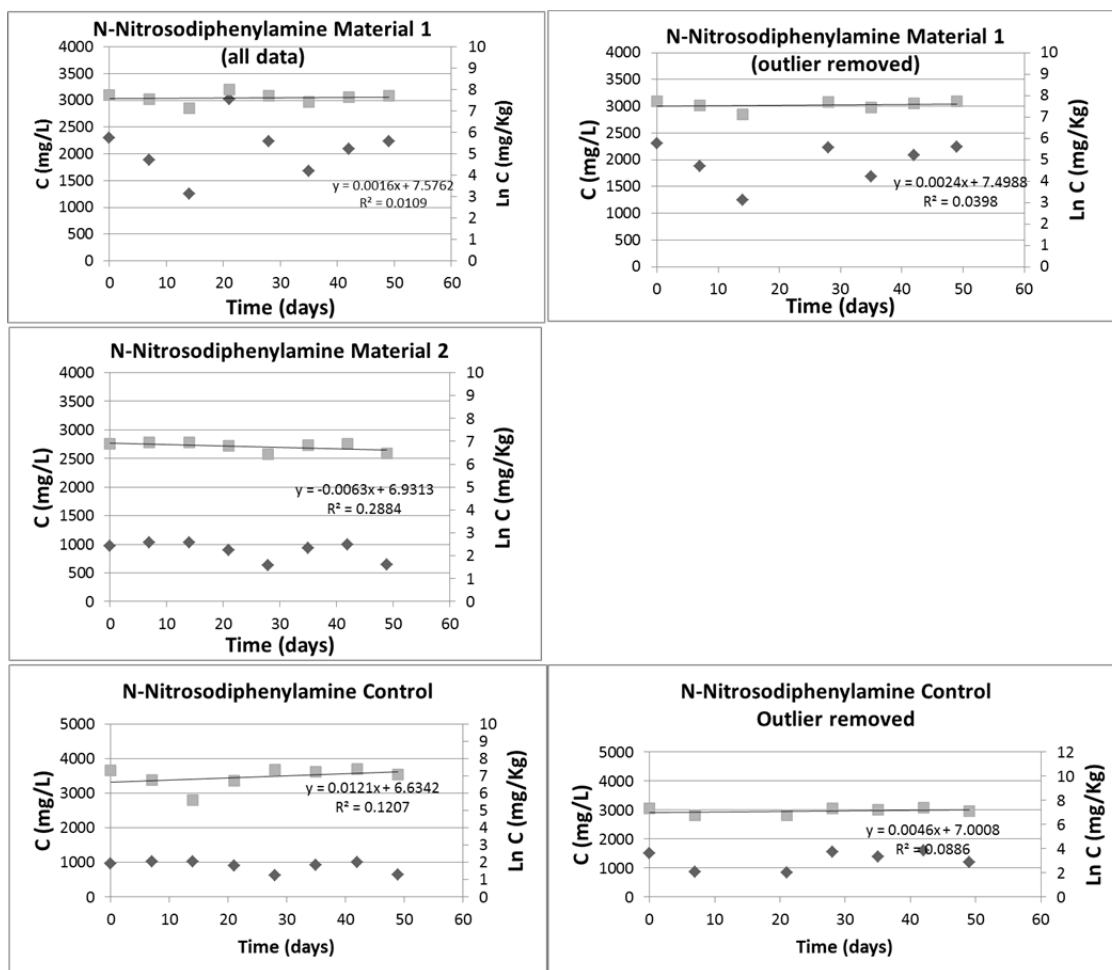 N-Nitrosodiphenylamine Material 1
(all data)
4000
3500
3000
2500
2000
1500
1000
500
0
C (mg/L)
10
9
8
7
6
5
4
3
2
1
0
Ln C (mg/Kg)
y = 0.0016x + 7.5762
R² = 0.0109
0 10 20 30 40 50 60
Time (days)
N-Nitrosodiphenylamine Material 1
(outlier removed)
4000
3500
3000
2500
2000
1500
1000
500
0
C (mg/L)
10
9
8
7
6
5
4
3
2
1
0
Ln C (mg/Kg)
y = 0.0024x + 7.4988
R² = 0.0398
0 10 20 30 40 50 60
Time (days)
N-Nitrosodiphenylamine Material 2
4000
3500
3000
2500
2000
1500
1000
500
0
C (mg/L)
10
9
8
7
6
5
4
3
2
1
0
Ln C (mg/Kg)
y = -0.0063x + 6.9313
R² = 0.2884
0 10 20 30 40 50 60
Time (days)
N-Nitrosodiphenylamine Control
5000
4000
3000
2000
1000
0
C (mg/L)
10
9
8
7
6
5
4
3
2
1
0
Ln C (mg/Kg)
y = 0.0121x + 6.6342
R² = 0.1207
0 10 20 30 40 50 60
Time (days)
N-Nitrosodiphenylamine Control
Outlier removed
5000
4000
3000
2000
1000
0
C (mg/L)
12
10
8
6
4
2
0
Ln C (mg/Kg)
y = 0.0046x + 7.0008
R² = 0.0886
0 10 20 30 40 50 60
Time (days)